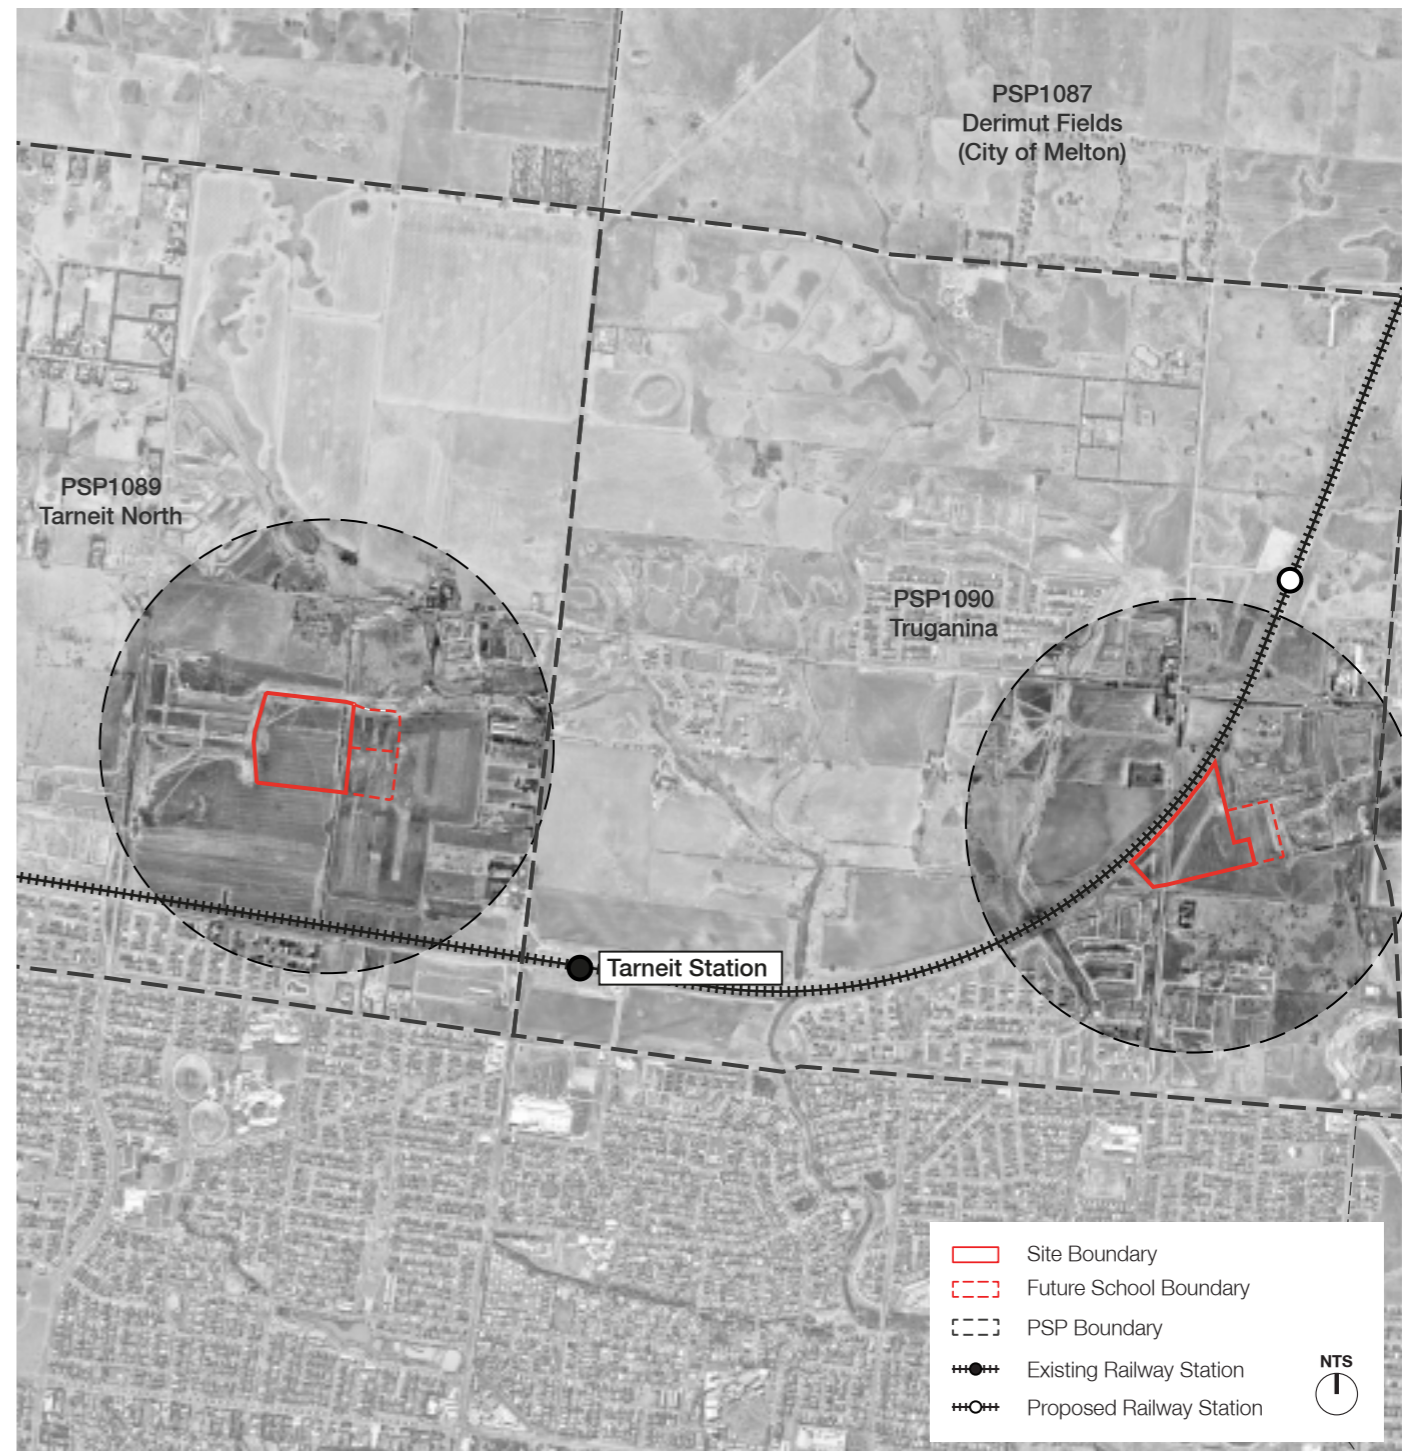 PSP1087
Derimut Fields
(City of Melton)
PSP1089
Tarneit North
PSP1090
Truganina
Tarneit Station
Site Boundary
Future School Boundary
PSP Boundary
Existing Railway Station
Proposed Railway Station
NTS